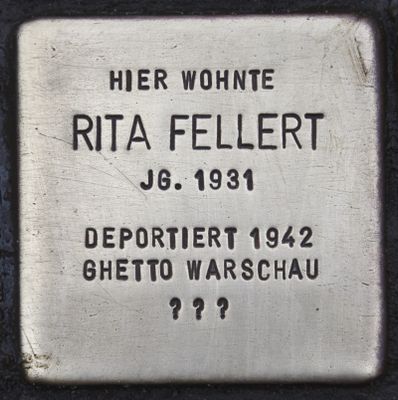 HIER WOHNTE
RITA FELLERT
JG. 1931
DEPORTIERT 1942
GHETTO WARSCHAU
? ? ?